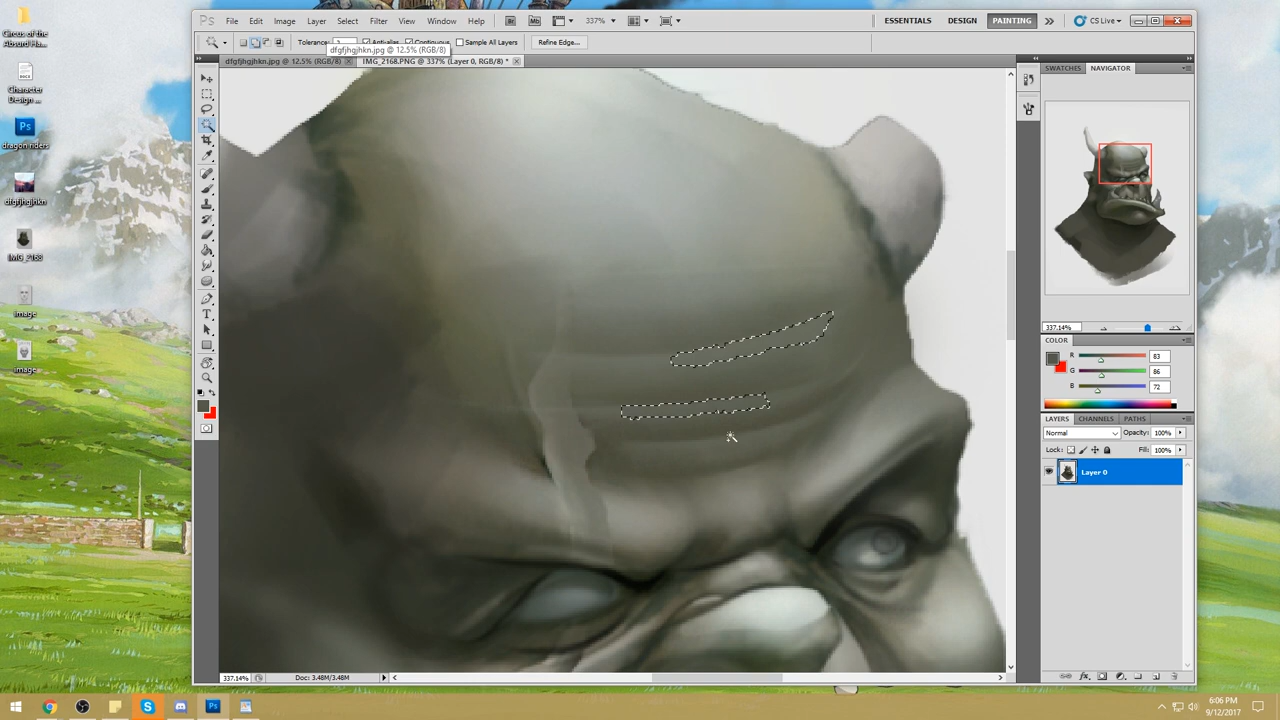 Ps File Edit Image Layer Select Filter View Window Help Br Mb 337% ESSENTIALS DESIGN PAINTING CS Live
Tolerance: Anti-alias Contiguous Sample All Layers Refine Edge...
dfgfjhgjhkn.jpg @ 12.5% (RGB/8)
dfgfjhgjhkn.jpg @ 12.5% (RGB/8) IMG_2168.PNG @ 337% (Layer 0, RGB/8) *
SWATCHES NAVIGATOR
Circus of the
Absurd Ha...
Character
Design ...
Ps
dragon riders
dfgfjhgjhkn
IMG_2168
image
image
337.14%
COLOR
R 83
G 86
B 72
LAYERS CHANNELS PATHS
Normal Opacity: 100%
Lock: Fill: 100%
Layer 0
337.14% Doc: 3.48M/3.48M
6:06 PM
9/12/2017